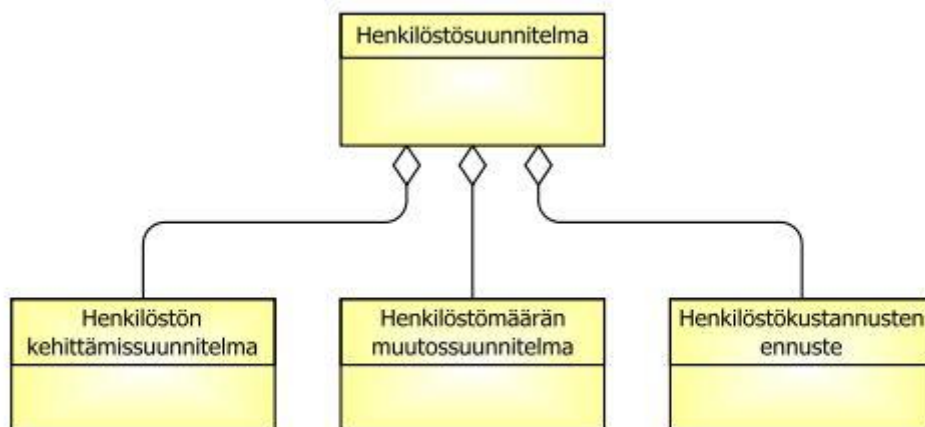 Henkilöstösuunnitelma
Henkilöstön
kehittämissuunnitelma
Henkilöstömäärän
muutossuunnitelma
Henkilöstökustannusten
ennuste